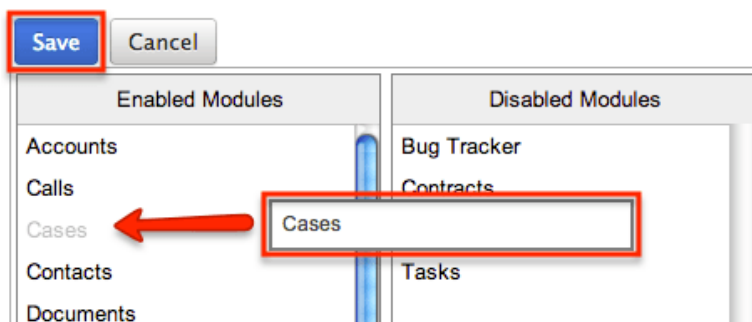 Save Cancel
Enabled Modules Disabled Modules
Accounts Bug Tracker
Calls Contracts
Cases Cases
Contacts Tasks
Documents